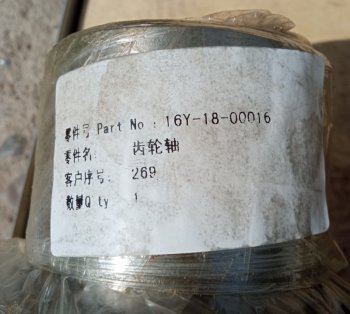 零件号 Part No : 16Y-18-00016
零件名: 齿轮轴
客户序号: 269
数量Q'ty 1